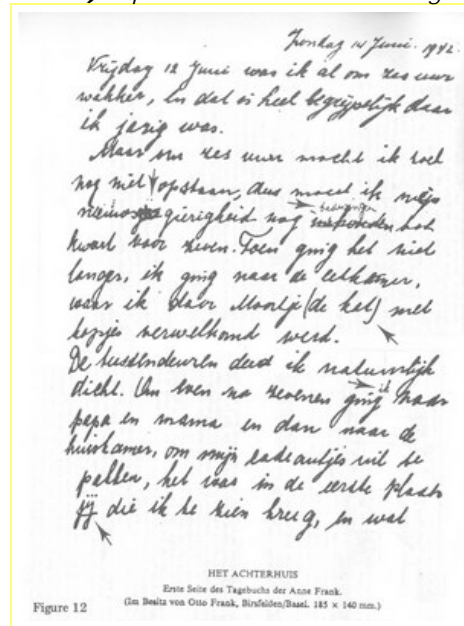 Zondag 14 Juni. 1942.
Vrijdag 12 Juni was ik al om zes uur
wakker, en dat is heel begrijpelijk daar
ik jarig was.
Maar om zes uur mocht ik toch
nog niet opstaan, dus moest ik mijn
nieuwsgierigheid nog inhouden tot
bedwingen
kwart voor zeven. Toen ging het niet
langer, ik ging naar de eetkamer,
waar ik door Moortje (de kat) met
kopjes verwelkomd werd.
De tussendeuren deed ik natuurlijk
dicht. Om even na zevenen ging ik naar
papa en mama en dan naar de
huiskamer, om mijn cadeautjes uit te
pakken, het was in de eerste plaats
jij die ik te zien kreeg, en wat
HET ACHTERHUIS
Erste Seite des Tagebuchs der Anne Frank.
Figure 12 (Im Besitz von Otto Frank, Birsfelden/Basel. 185 × 140 mm.)